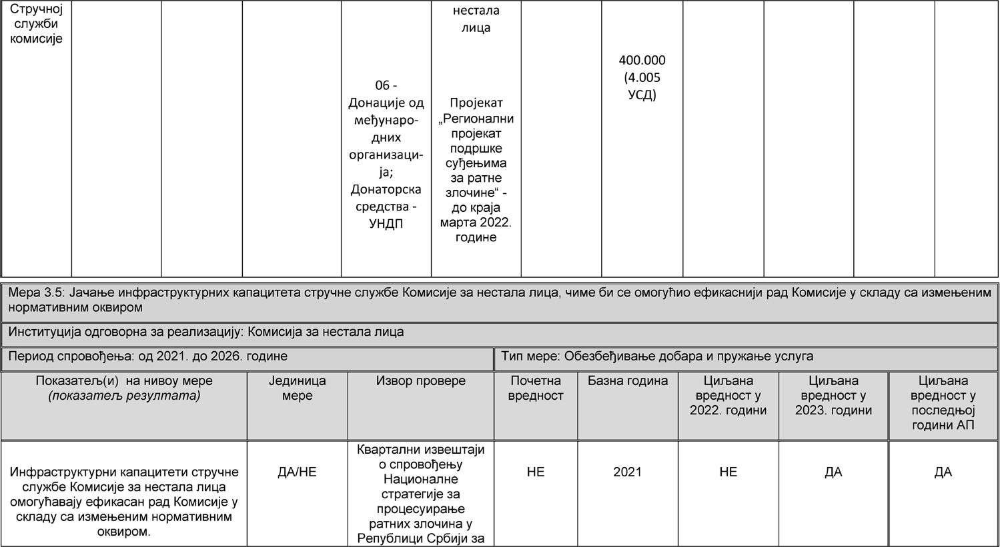 Стручној
служби
комисије
06 -
Донације од
међунаро-
дних
организаци-
ја;
Донаторска
средства -
УНДП
нестала
лица
Пројекат
„Регионални
пројекат
подршке
суђењима
за ратне
злочине“ -
до краја
марта 2022.
године
400.000
(4.005
УСД)
Мера 3.5: Јачање инфраструктурних капацитета стручне службе Комисије за нестала лица, чиме би се омогућио ефикаснији рад Комисије у складу са измењеним
нормативним оквиром
Институција одговорна за реализацију: Комисија за нестала лица
Период спровођења: од 2021. до 2026. године
Тип мере: Обезбеђивање добара и пружање услуга
Показатељ(и) на нивоу мере
(показатељ резултата)
Јединица
мере
Извор провере
Почетна
вредност
Базна година
Циљана
вредност у
2022. години
Циљана
вредност у
2023. години
Циљана
вредност у
последњој
години АП
Инфраструктурни капацитети стручне
службе Комисије за нестала лица
омогућавају ефикасан рад Комисије у
складу са измењеним нормативним
оквиром.
ДА/НЕ
Квартални извештаји
о спровођењу
Националне
стратегије за
процесуирање
ратних злочина у
Републици Србији за
НЕ
2021
НЕ
ДА
ДА